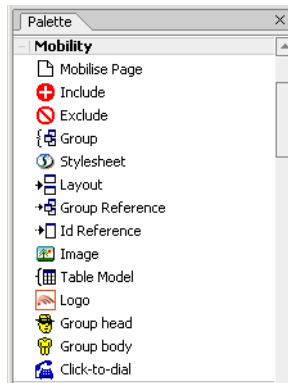 Palette
Mobility
Mobilise Page
Include
Exclude
Group
Stylesheet
Layout
Group Reference
Id Reference
Image
Table Model
Logo
Group head
Group body
Click-to-dial